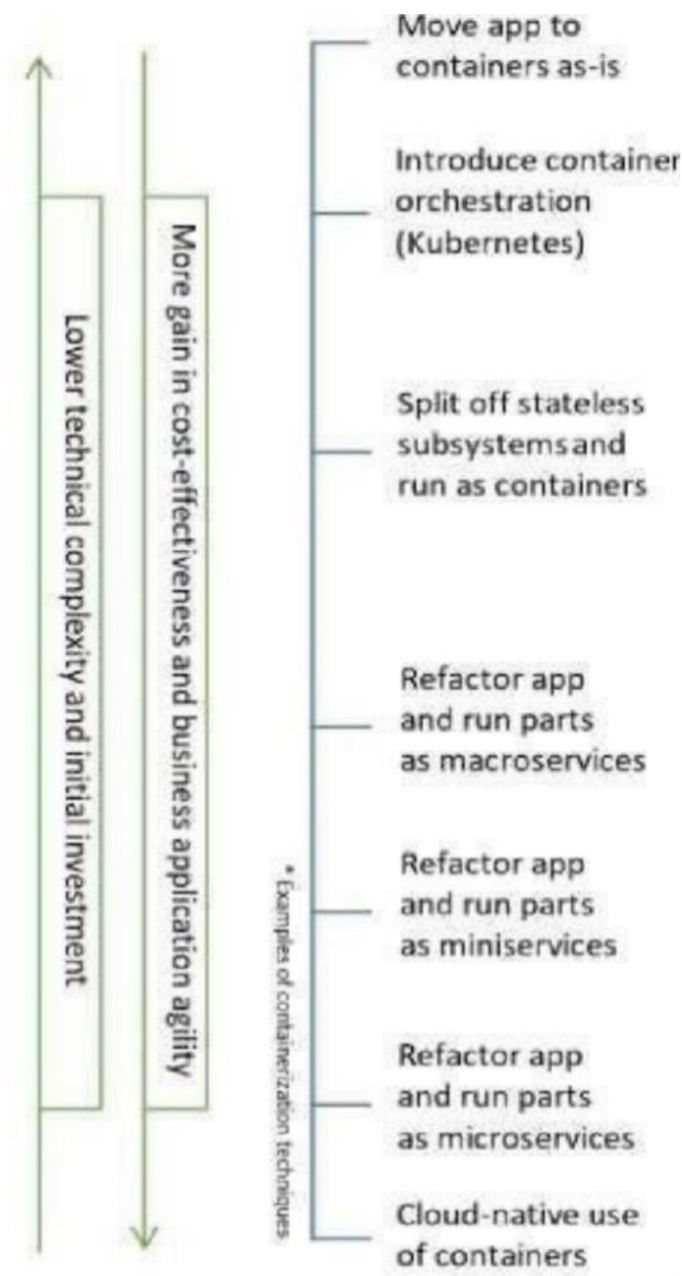 Move app to
containers as-is
Introduce container
orchestration
(Kubernetes)
Split off stateless
subsystems and
run as containers
Refactor app
and run parts
as macroservices
Refactor app
and run parts
as miniservices
Refactor app
and run parts
as microservices
Cloud-native use
of containers
Lower technical complexity and initial investment
More gain in cost-effectiveness and business application agility
* Examples of containerization techniques